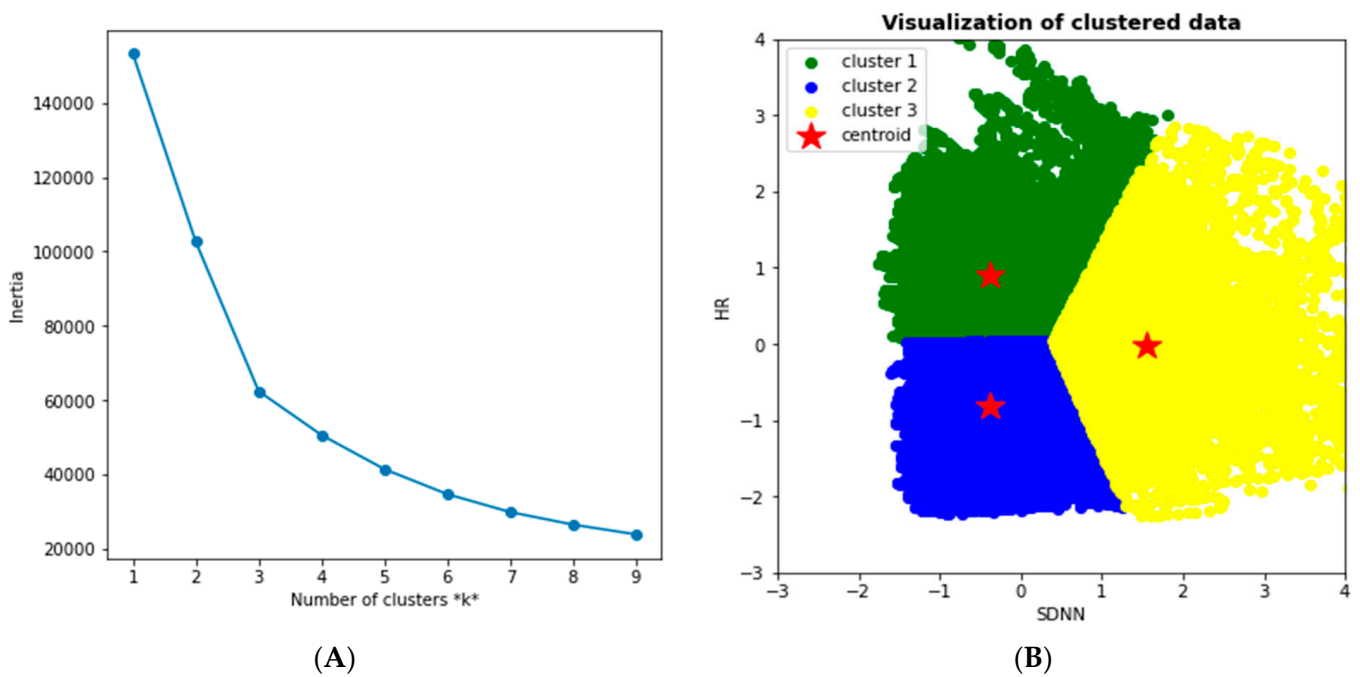 140000
120000
100000
80000
60000
40000
20000
Inertia
1 2 3 4 5 6 7 8 9
Number of clusters *k*
(A)
Visualization of clustered data
cluster 1
cluster 2
cluster 3
centroid
4
3
2
1
0
−1
−2
−3
HR
−3 −2 −1 0 1 2 3 4
SDNN
(B)